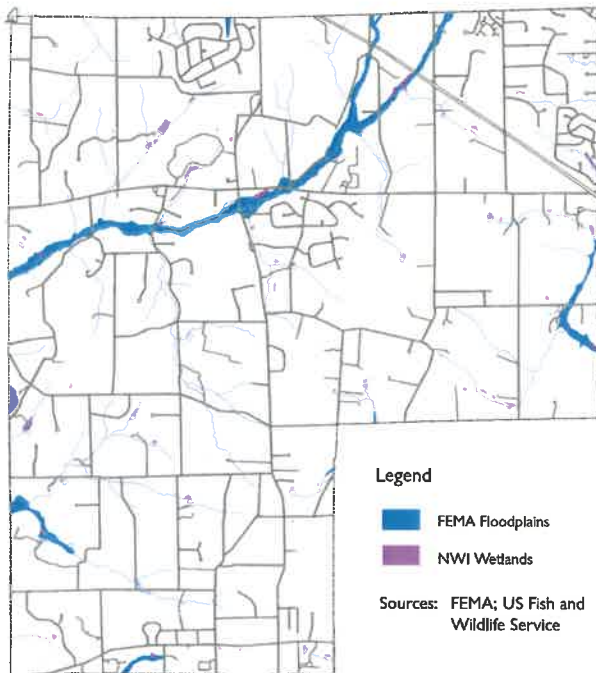 Legend
FEMA Floodplains
NWI Wetlands
Sources: FEMA; US Fish and
Wildlife Service